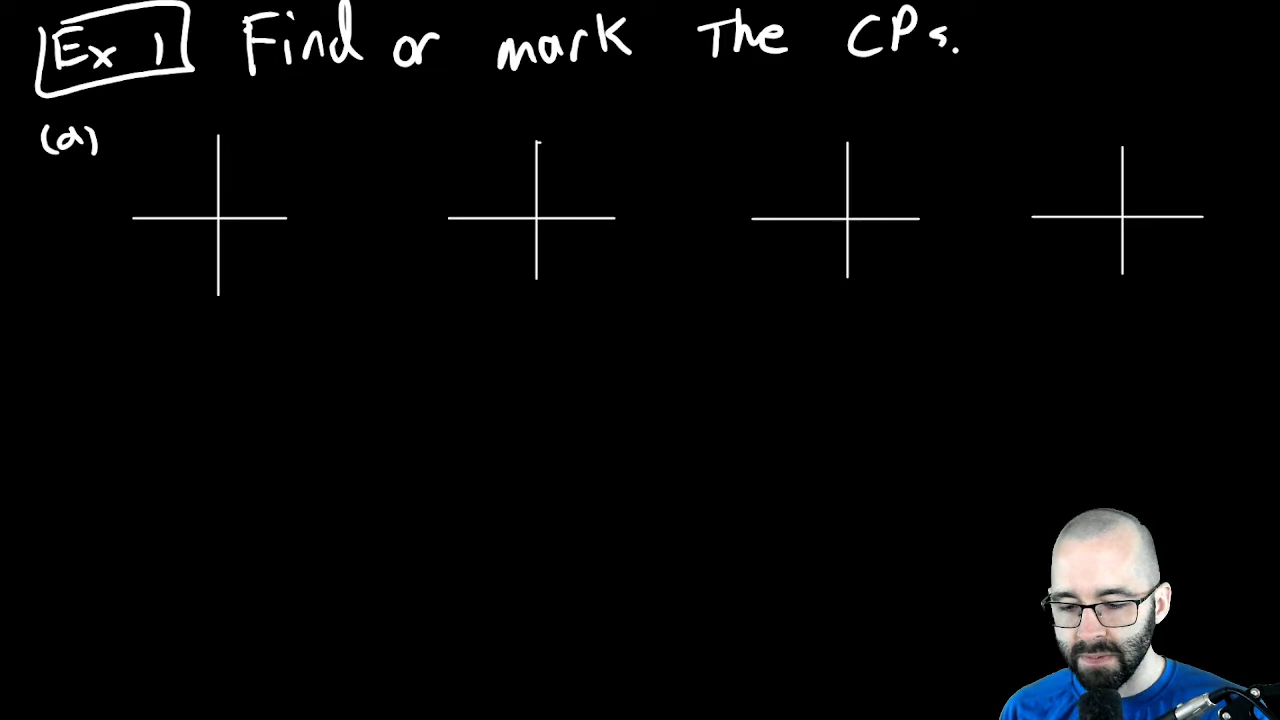 Ex 1 Find or mark the CPs.
(a)